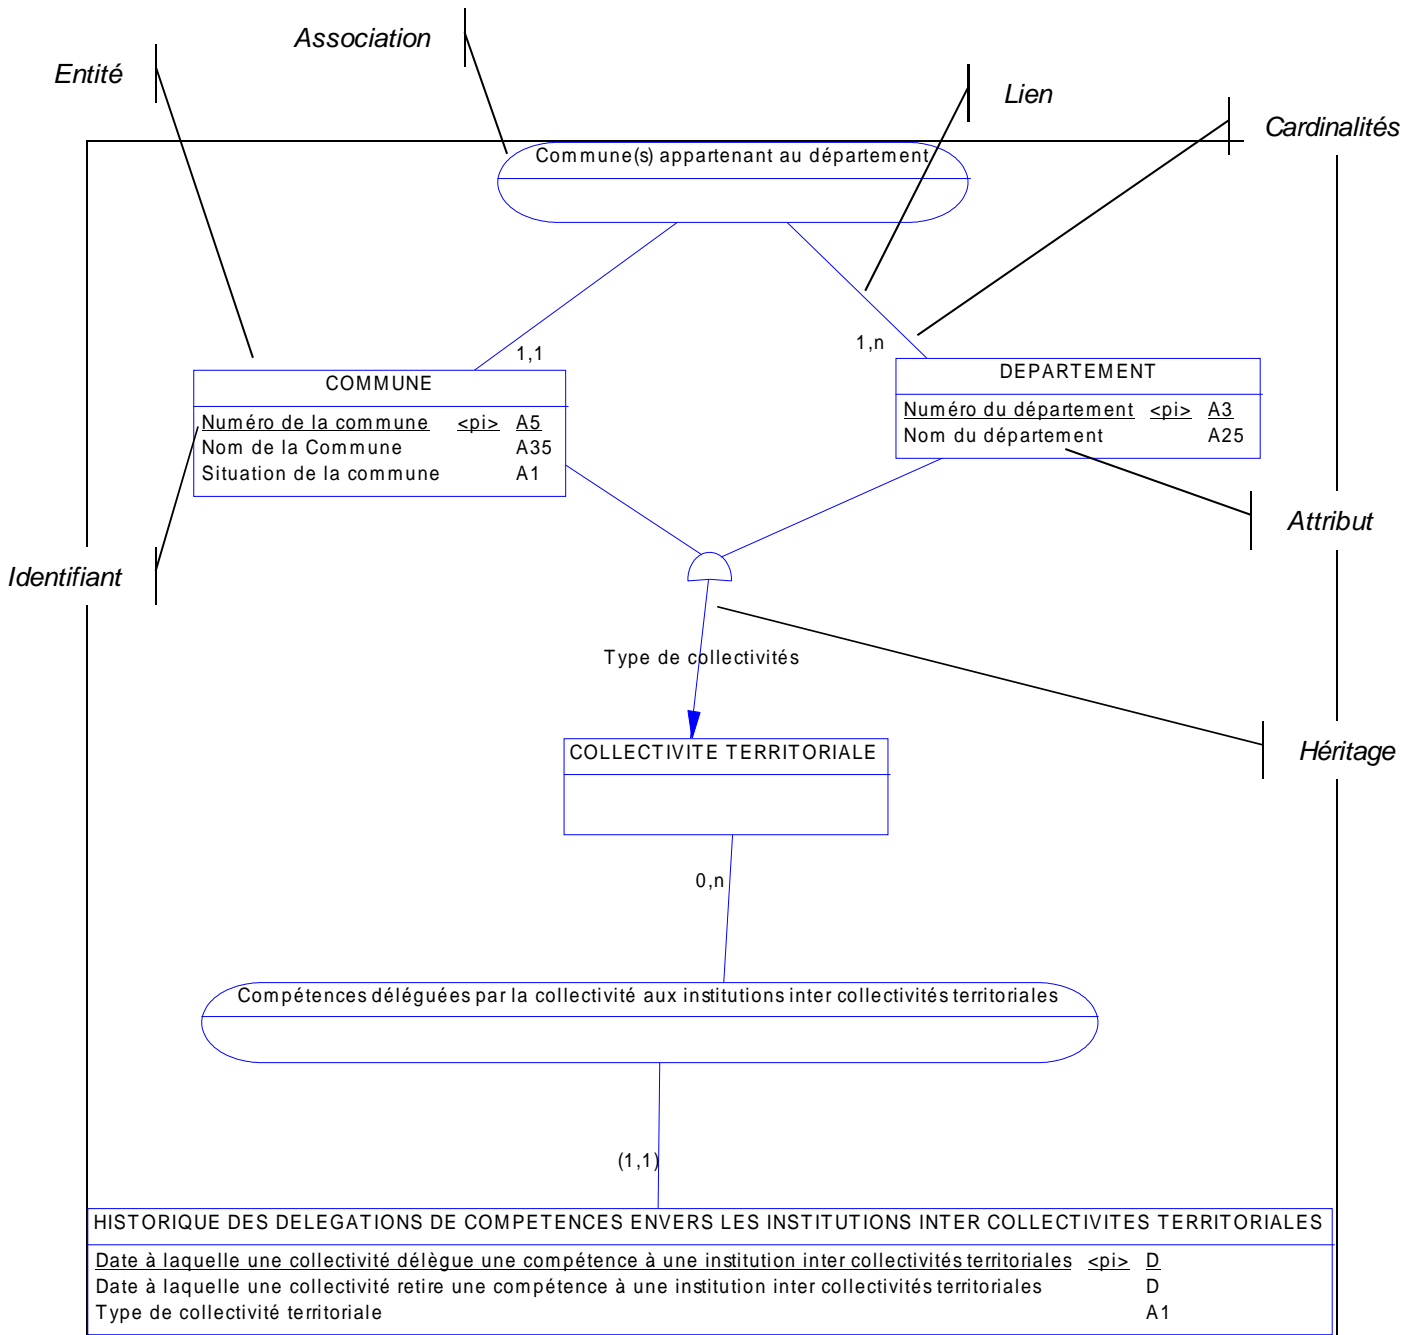 Association
Entité
Lien
Cardinalités
Commune(s) appartenant au département
1,1
1,n
COMMUNE
Numéro de la commune <pi> A5
Nom de la Commune A35
Situation de la commune A1
DEPARTEMENT
Numéro du département <pi> A3
Nom du département A25
Attribut
Identifiant
Type de collectivités
Héritage
COLLECTIVITE TERRITORIALE
0,n
Compétences déléguées par la collectivité aux institutions inter collectivités territoriales
(1,1)
HISTORIQUE DES DELEGATIONS DE COMPETENCES ENVERS LES INSTITUTIONS INTER COLLECTIVITES TERRITORIALES
Date à laquelle une collectivité délègue une compétence à une institution inter collectivités territoriales <pi> D
Date à laquelle une collectivité retire une compétence à une institution inter collectivités territoriales D
Type de collectivité territoriale A1